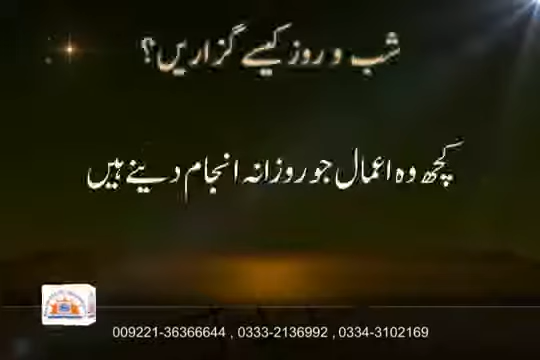 شب و روز کیسے گزاریں؟
کچھ وہ اعمال جو روزانہ انجام دینے ہیں
009221-36366644 , 0333-2136992 , 0334-3102169